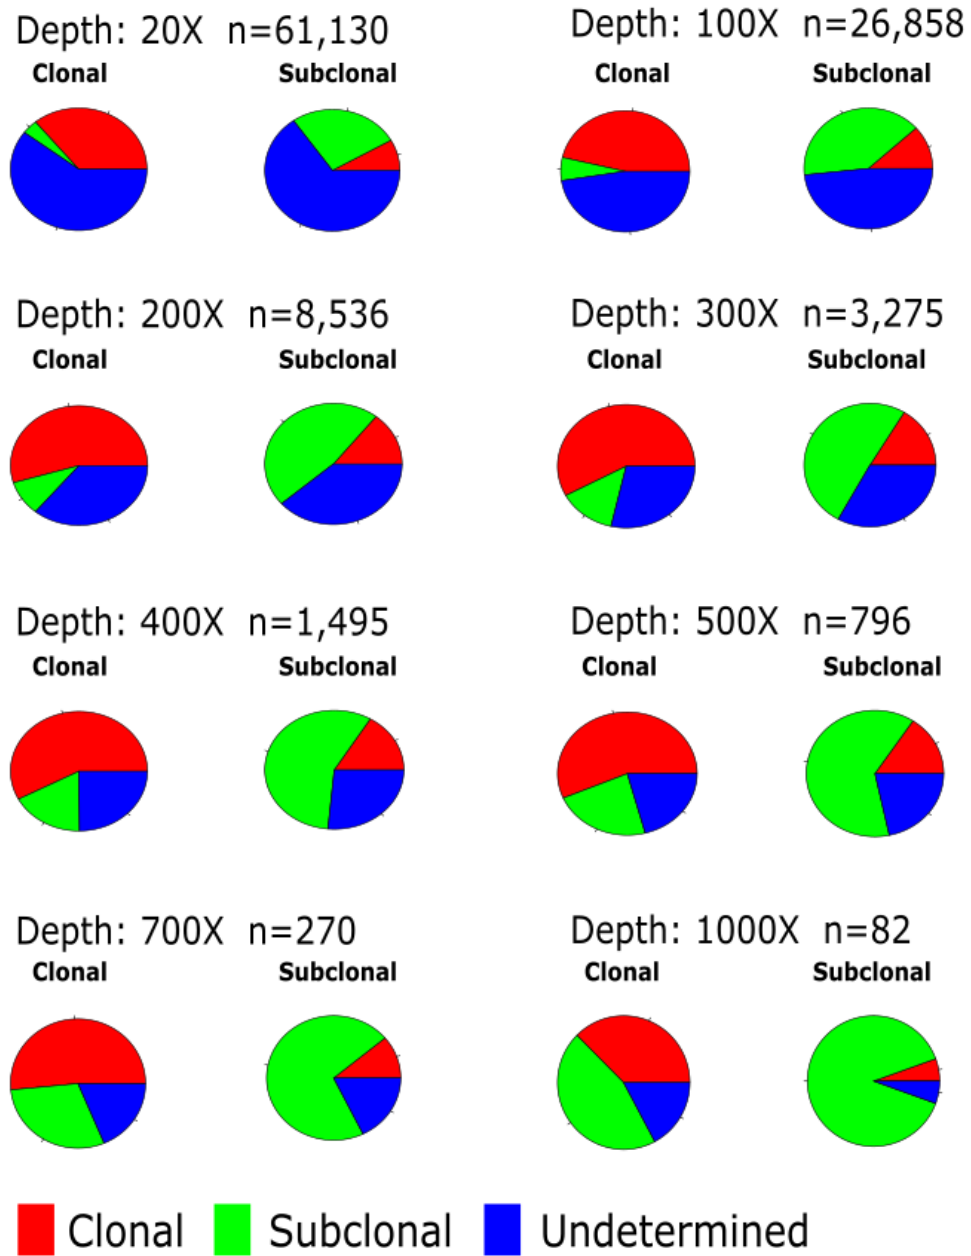 Depth: 20X n=61,130
Clonal Subclonal
Depth: 100X n=26,858
Clonal Subclonal
Depth: 200X n=8,536
Clonal Subclonal
Depth: 300X n=3,275
Clonal Subclonal
Depth: 400X n=1,495
Clonal Subclonal
Depth: 500X n=796
Clonal Subclonal
Depth: 700X n=270
Clonal Subclonal
Depth: 1000X n=82
Clonal Subclonal
Clonal Subclonal Undetermined